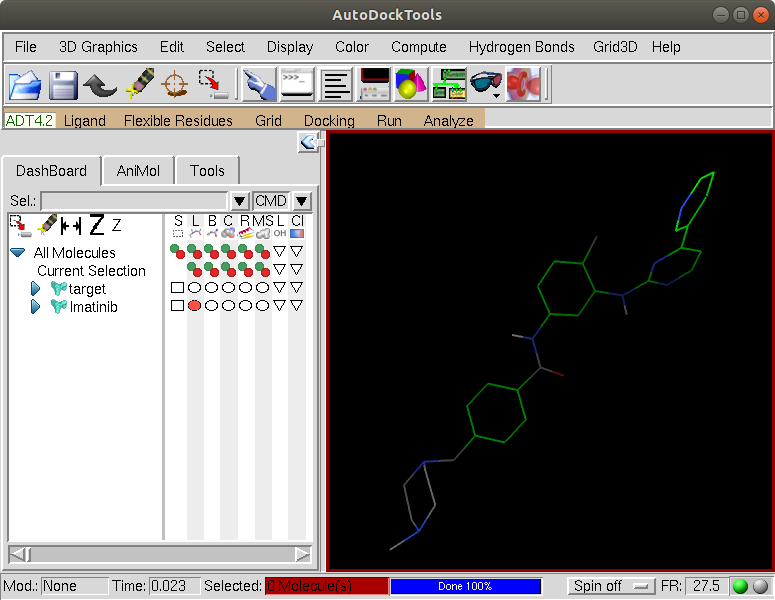 AutoDockTools
File 3D Graphics Edit Select Display Color Compute Hydrogen Bonds Grid3D Help
>>>_
ADT4.2 Ligand Flexible Residues Grid Docking Run Analyze
DashBoard AniMol Tools
Sel.: CMD
Z Z S L B C R MS L Cl
OH
All Molecules
Current Selection
target
Imatinib
Mod.: None Time: 0.023 Selected: 0 Molecule(s) Done 100% Spin off FR: 27.5